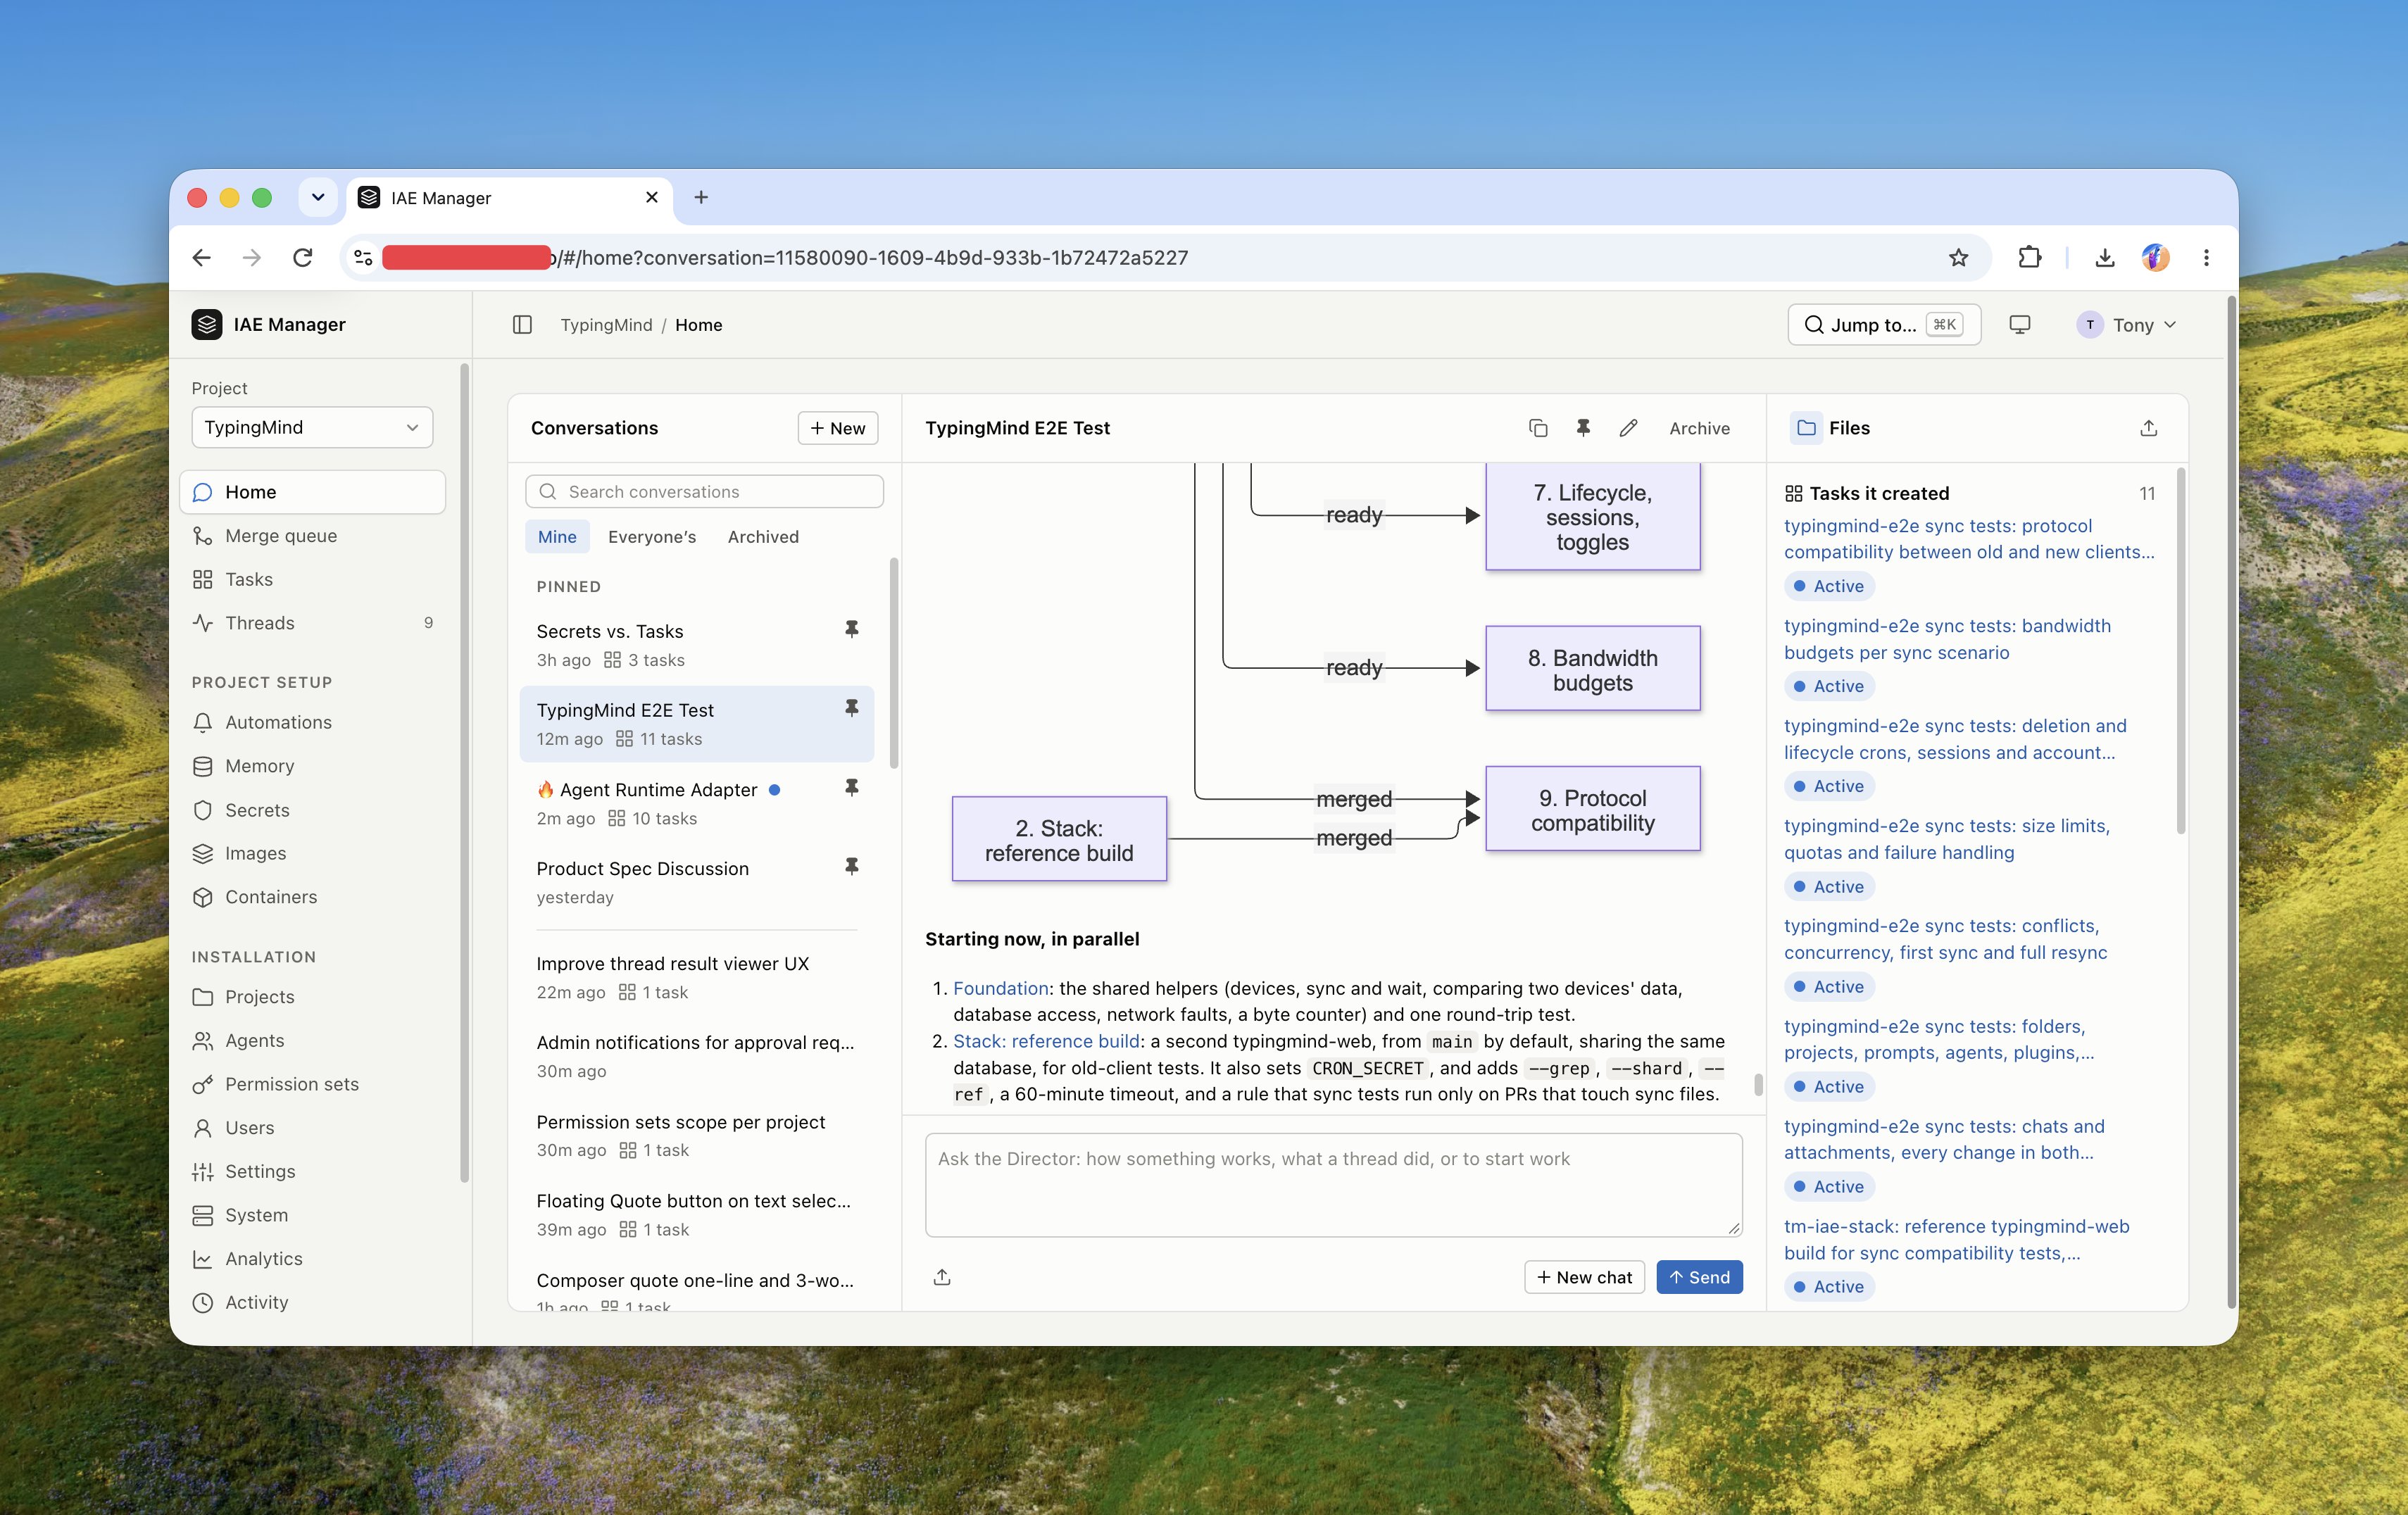 IAE Manager
/#/home?conversation=11580090-1609-4b9d-933b-1b72472a5227
IAE Manager
TypingMind / Home
Jump to... ⌘K
T Tony
Project
TypingMind
Home
Merge queue
Tasks
Threads 9
PROJECT SETUP
Automations
Memory
Secrets
Images
Containers
INSTALLATION
Projects
Agents
Permission sets
Users
Settings
System
Analytics
Activity
Conversations
+ New
Search conversations
Mine Everyone’s Archived
PINNED
Secrets vs. Tasks
3h ago 3 tasks
TypingMind E2E Test
12m ago 11 tasks
🔥 Agent Runtime Adapter
2m ago 10 tasks
Product Spec Discussion
yesterday
Improve thread result viewer UX
22m ago 1 task
Admin notifications for approval req...
30m ago
Permission sets scope per project
30m ago 1 task
Floating Quote button on text selec...
39m ago 1 task
Composer quote one-line and 3-wo...
1h ago 1 task
TypingMind E2E Test
Archive
ready
7. Lifecycle,
sessions,
toggles
ready
8. Bandwidth
budgets
merged
9. Protocol
compatibility
2. Stack:
reference build
merged
Starting now, in parallel
1. Foundation: the shared helpers (devices, sync and wait, comparing two devices' data,
database access, network faults, a byte counter) and one round-trip test.
2. Stack: reference build: a second typingmind-web, from main by default, sharing the same
database, for old-client tests. It also sets CRON_SECRET, and adds --grep, --shard, --
ref, a 60-minute timeout, and a rule that sync tests run only on PRs that touch sync files.
Ask the Director: how something works, what a thread did, or to start work
+ New chat
Send
Files
Tasks it created 11
typingmind-e2e sync tests: protocol
compatibility between old and new clients...
Active
typingmind-e2e sync tests: bandwidth
budgets per sync scenario
Active
typingmind-e2e sync tests: deletion and
lifecycle crons, sessions and account...
Active
typingmind-e2e sync tests: size limits,
quotas and failure handling
Active
typingmind-e2e sync tests: conflicts,
concurrency, first sync and full resync
Active
typingmind-e2e sync tests: folders,
projects, prompts, agents, plugins,...
Active
typingmind-e2e sync tests: chats and
attachments, every change in both...
Active
tm-iae-stack: reference typingmind-web
build for sync compatibility tests,...
Active